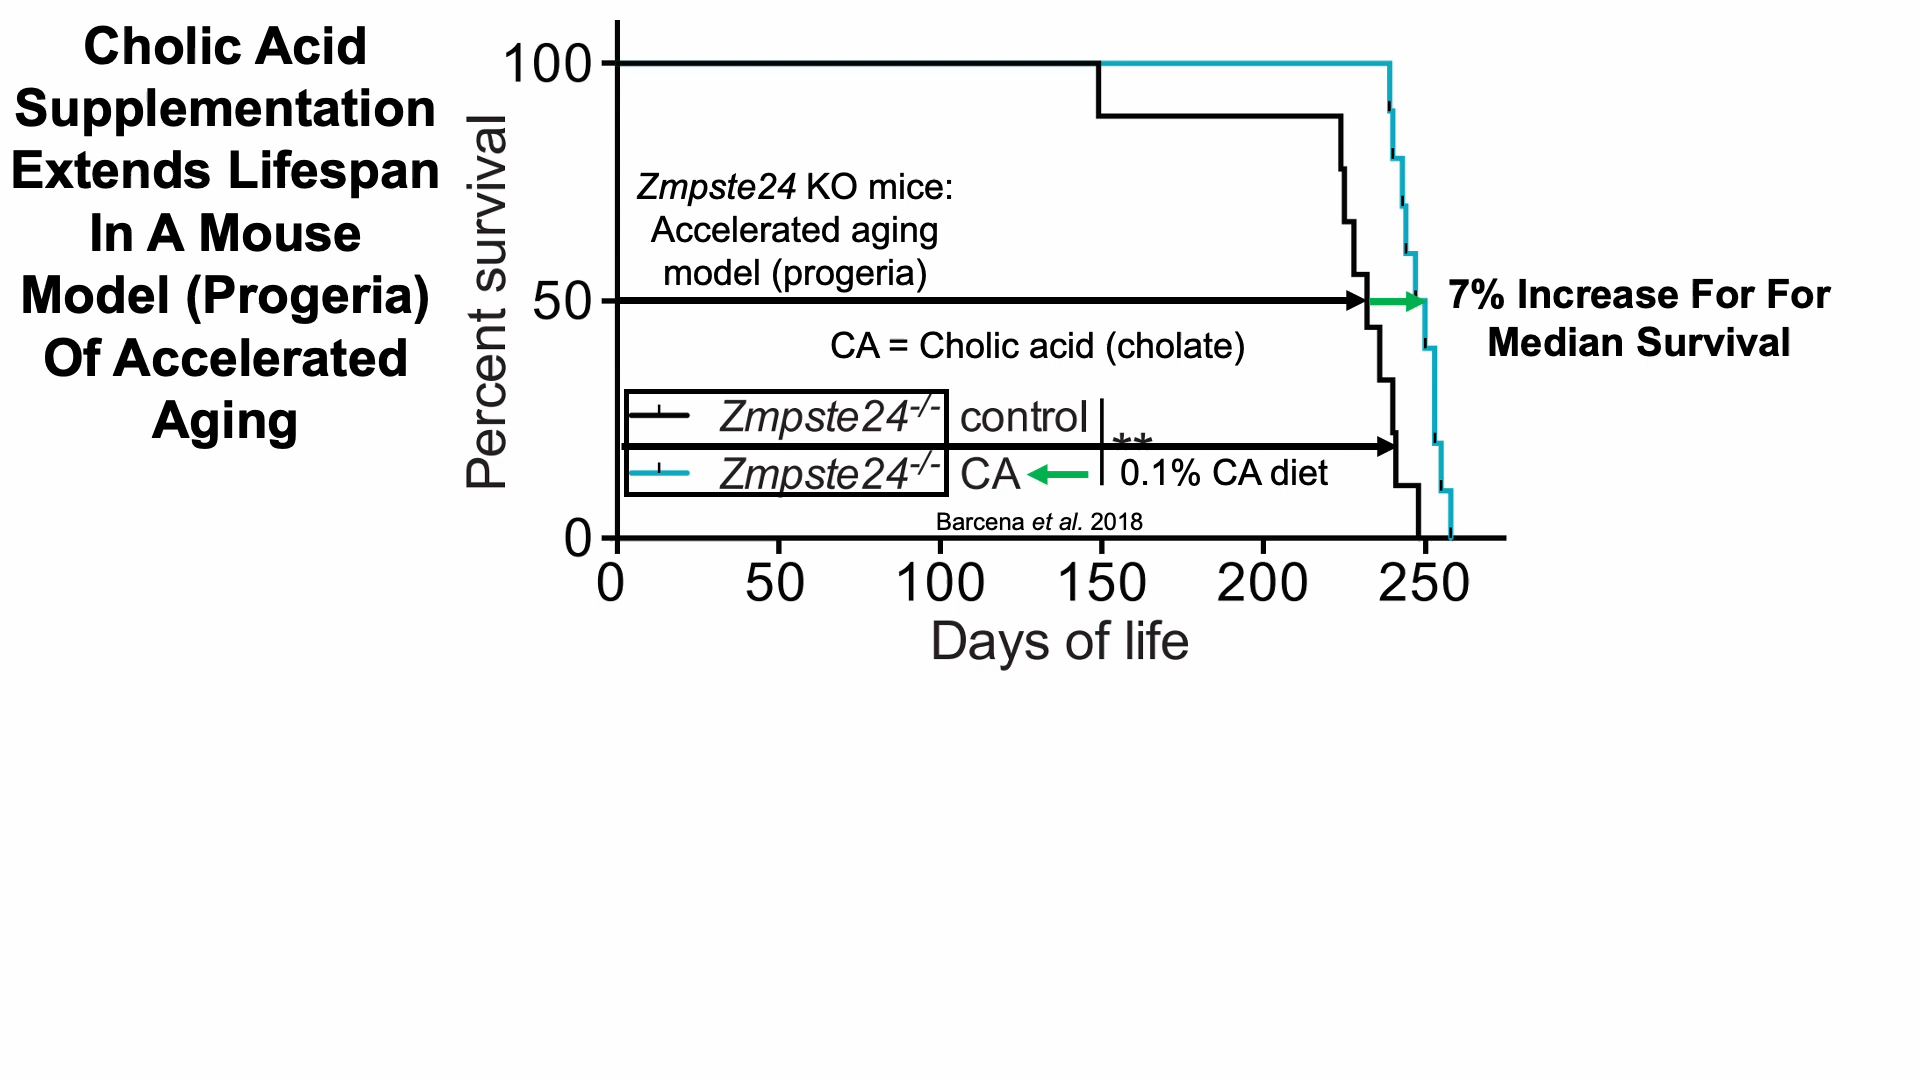 Cholic Acid
Supplementation
Extends Lifespan
In A Mouse
Model (Progeria)
Of Accelerated
Aging
Percent survival
100
50
0
Zmpste24 KO mice:
Accelerated aging
model (progeria)
7% Increase For For
Median Survival
CA = Cholic acid (cholate)
Zmpste24-/- control
**
Zmpste24-/- CA
0.1% CA diet
Barcena et al. 2018
0 50 100 150 200 250
Days of life